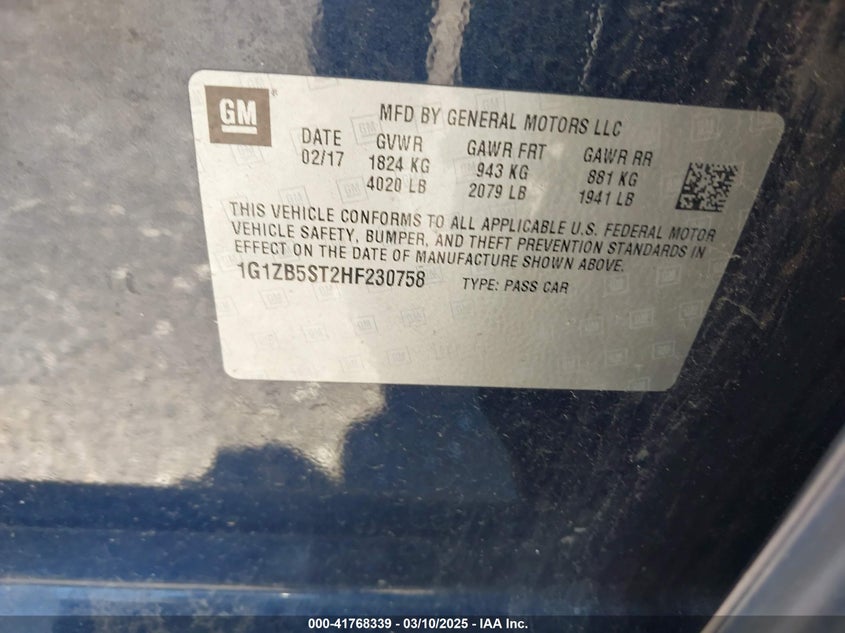 GM
MFD BY GENERAL MOTORS LLC
DATE GVWR GAWR FRT GAWR RR
02/17 1824 KG 943 KG 881 KG
4020 LB 2079 LB 1941 LB
THIS VEHICLE CONFORMS TO ALL APPLICABLE U.S. FEDERAL MOTOR
VEHICLE SAFETY, BUMPER, AND THEFT PREVENTION STANDARDS IN
EFFECT ON THE DATE OF MANUFACTURE SHOWN ABOVE.
1G1ZB5ST2HF230758 TYPE: PASS CAR
000-41768339 — 03/10/2025 — IAA Inc.